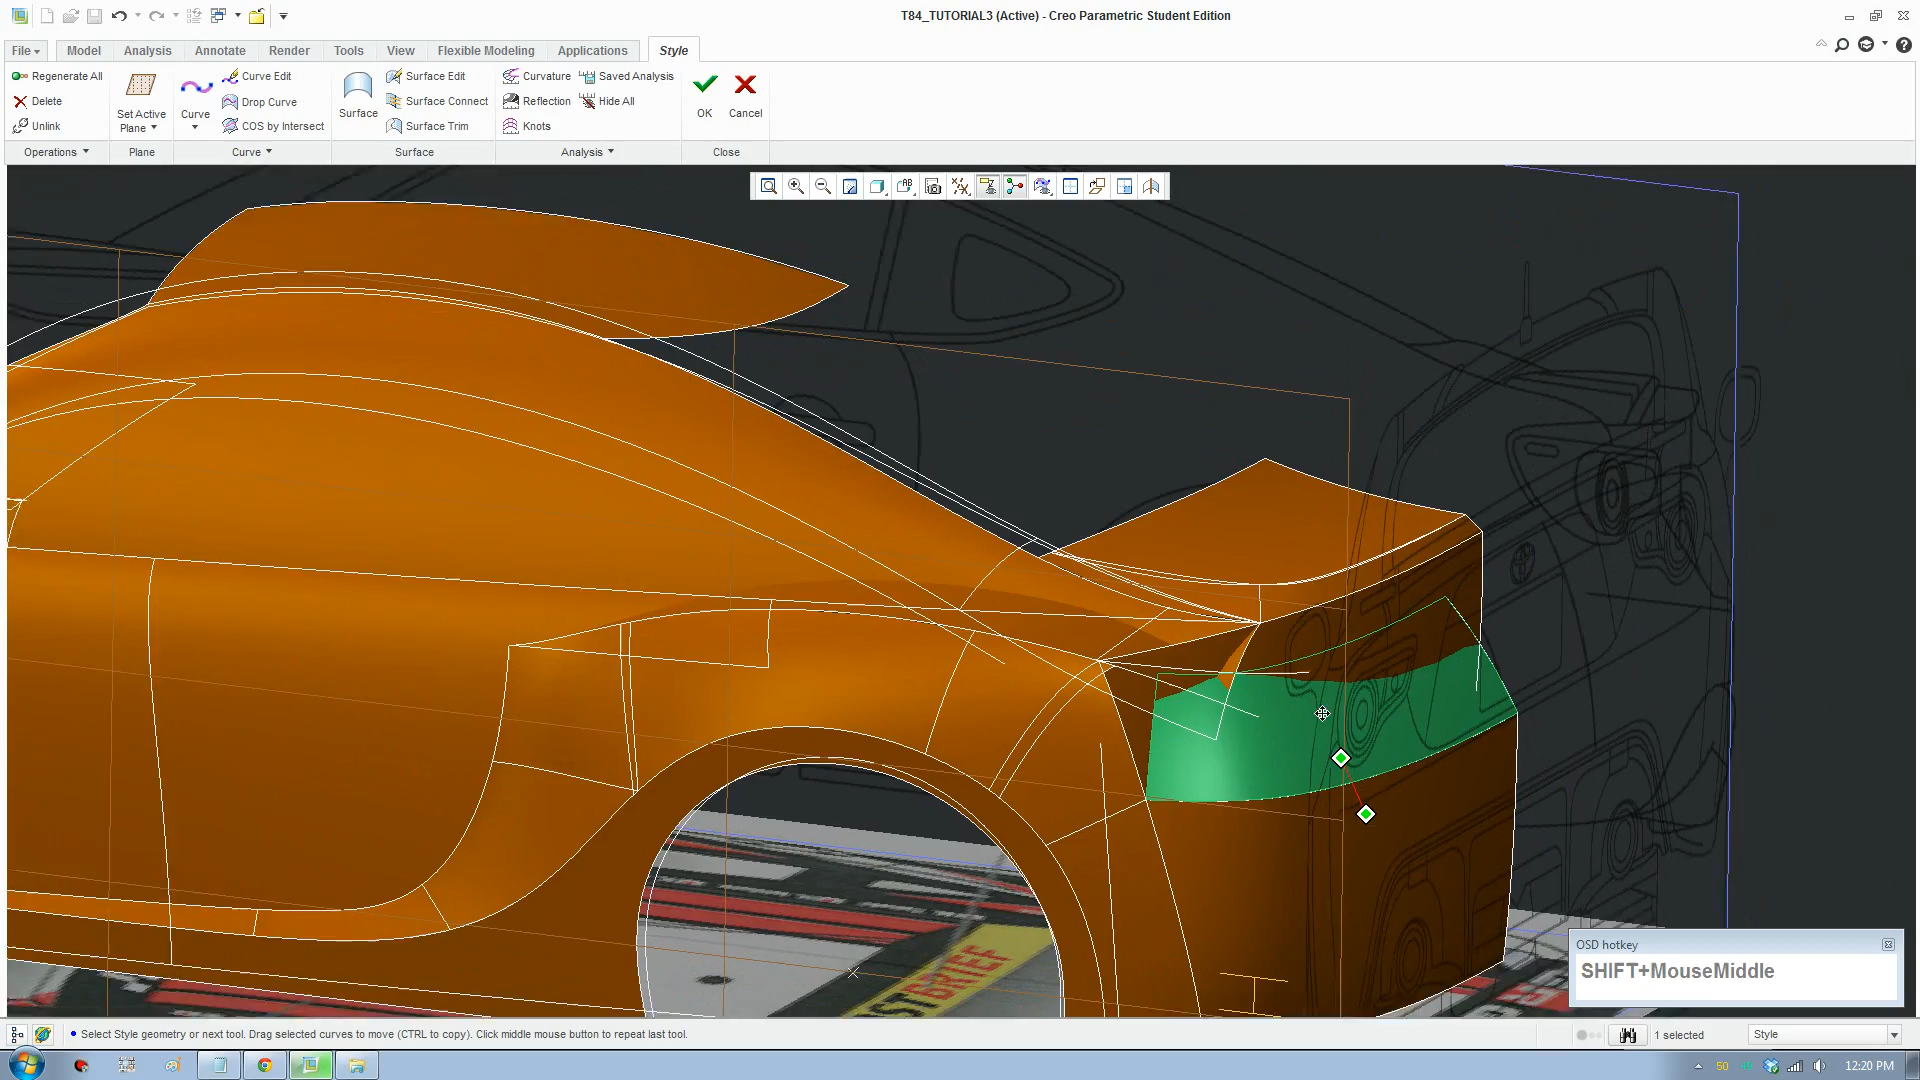 T84_TUTORIAL3 (Active) - Creo Parametric Student Edition
File Model Analysis Annotate Render Tools View Flexible Modeling Applications Style
Regenerate All
Delete
Unlink
Set Active
Plane
Curve
Curve Edit
Drop Curve
COS by Intersect
Surface
Surface Edit
Surface Connect
Surface Trim
Curvature
Reflection
Knots
Saved Analysis
Hide All
OK
Cancel
Operations Plane Curve Surface Analysis Close
STBRIEF
OSD hotkey
SHIFT+MouseMiddle
Select Style geometry or next tool. Drag selected curves to move (CTRL to copy). Click middle mouse button to repeat last tool.
1 selected
Style
50
12:20 PM